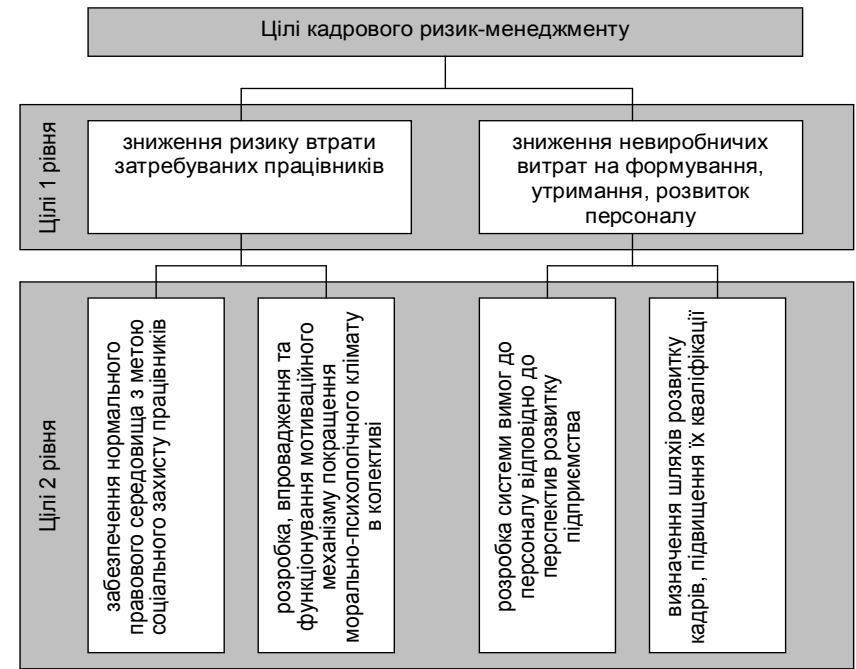 Цілі кадрового ризик-менеджменту
Цілі 1 рівня
зниження ризику втрати
затребуваних працівників
зниження невиробничих
витрат на формування,
утримання, розвиток
персоналу
Цілі 2 рівня
забезпечення нормального
правового середовища з метою
соціального захисту працівників
розробка, впровадження та
функціонування мотиваційного
механізму покращення
морально-психологічного клімату
в колективі
розробка системи вимог до
персоналу відповідно до
перспектив розвитку
підприємства
визначення шляхів розвитку
кадрів, підвищення їх кваліфікації